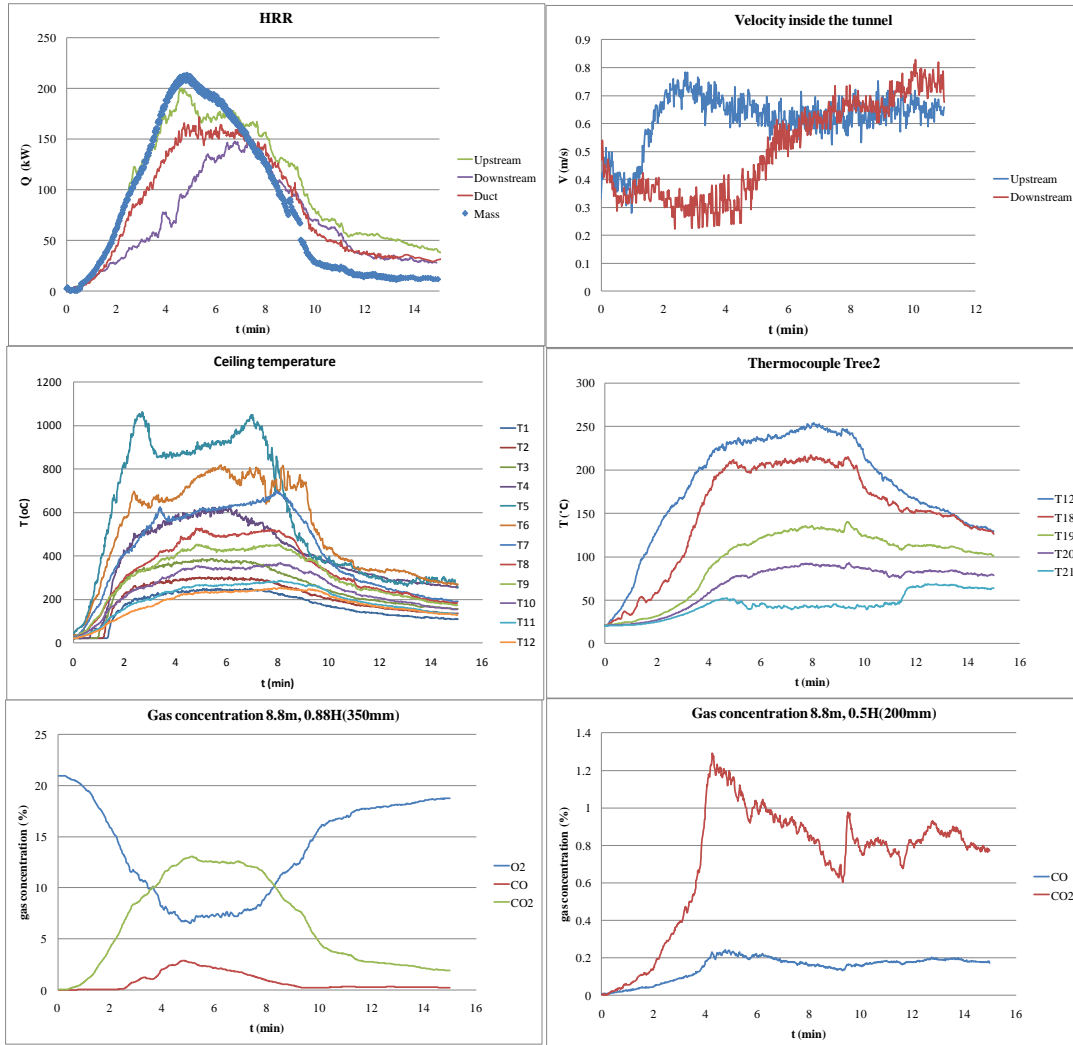 HRR
250
200
150
100
50
0
Q (kW)
0 2 4 6 8 10 12 14
t (min)
Upstream
Downstream
Duct
Mass
Velocity inside the tunnel
0.9
0.8
0.7
0.6
0.5
0.4
0.3
0.2
0.1
0
V (m/s)
0 2 4 6 8 10 12
t (min)
Upstream
Downstream
Ceiling temperature
1200
1000
800
600
400
200
0
T (oC)
0 2 4 6 8 10 12 14 16
t (min)
T1
T2
T3
T4
T5
T6
T7
T8
T9
T10
T11
T12
Thermocouple Tree2
300
250
200
150
100
50
0
T (℃)
0 2 4 6 8 10 12 14 16
t (min)
T12
T18
T19
T20
T21
Gas concentration 8.8m, 0.88H(350mm)
25
20
15
10
5
0
gas concentration (%)
0 2 4 6 8 10 12 14 16
t (min)
O2
CO
CO2
Gas concentration 8.8m, 0.5H(200mm)
1.4
1.2
1
0.8
0.6
0.4
0.2
0
gas concentration (%)
0 2 4 6 8 10 12 14 16
t (min)
CO
CO2